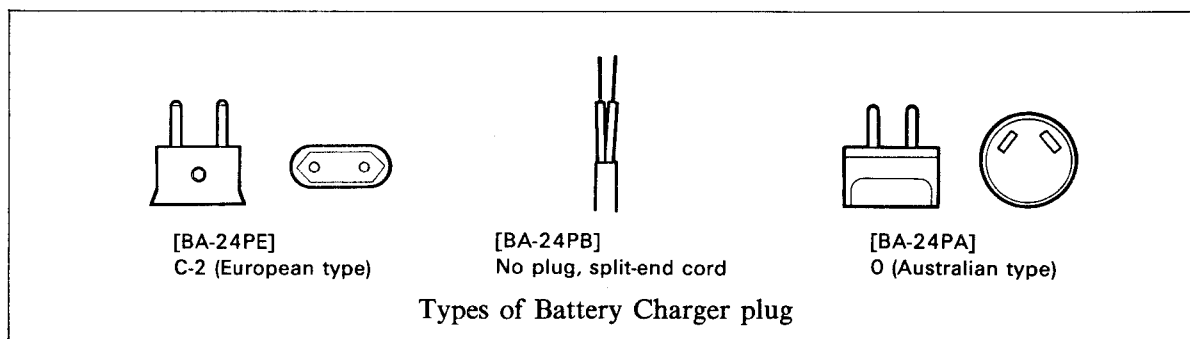 [BA-24PE]
C-2 (European type)
[BA-24PB]
No plug, split-end cord
[BA-24PA]
O (Australian type)
Types of Battery Charger plug